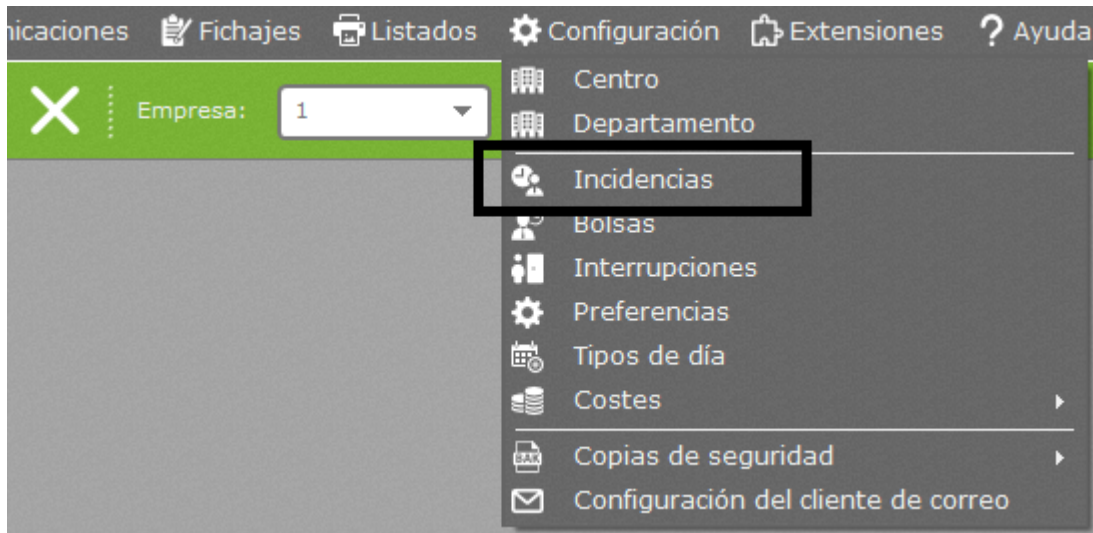 nicaciones Fichajes Listados Configuración Extensiones ? Ayuda
Empresa: 1
Centro
Departamento
Incidencias
Bolsas
Interrupciones
Preferencias
Tipos de día
Costes
Copias de seguridad
Configuración del cliente de correo